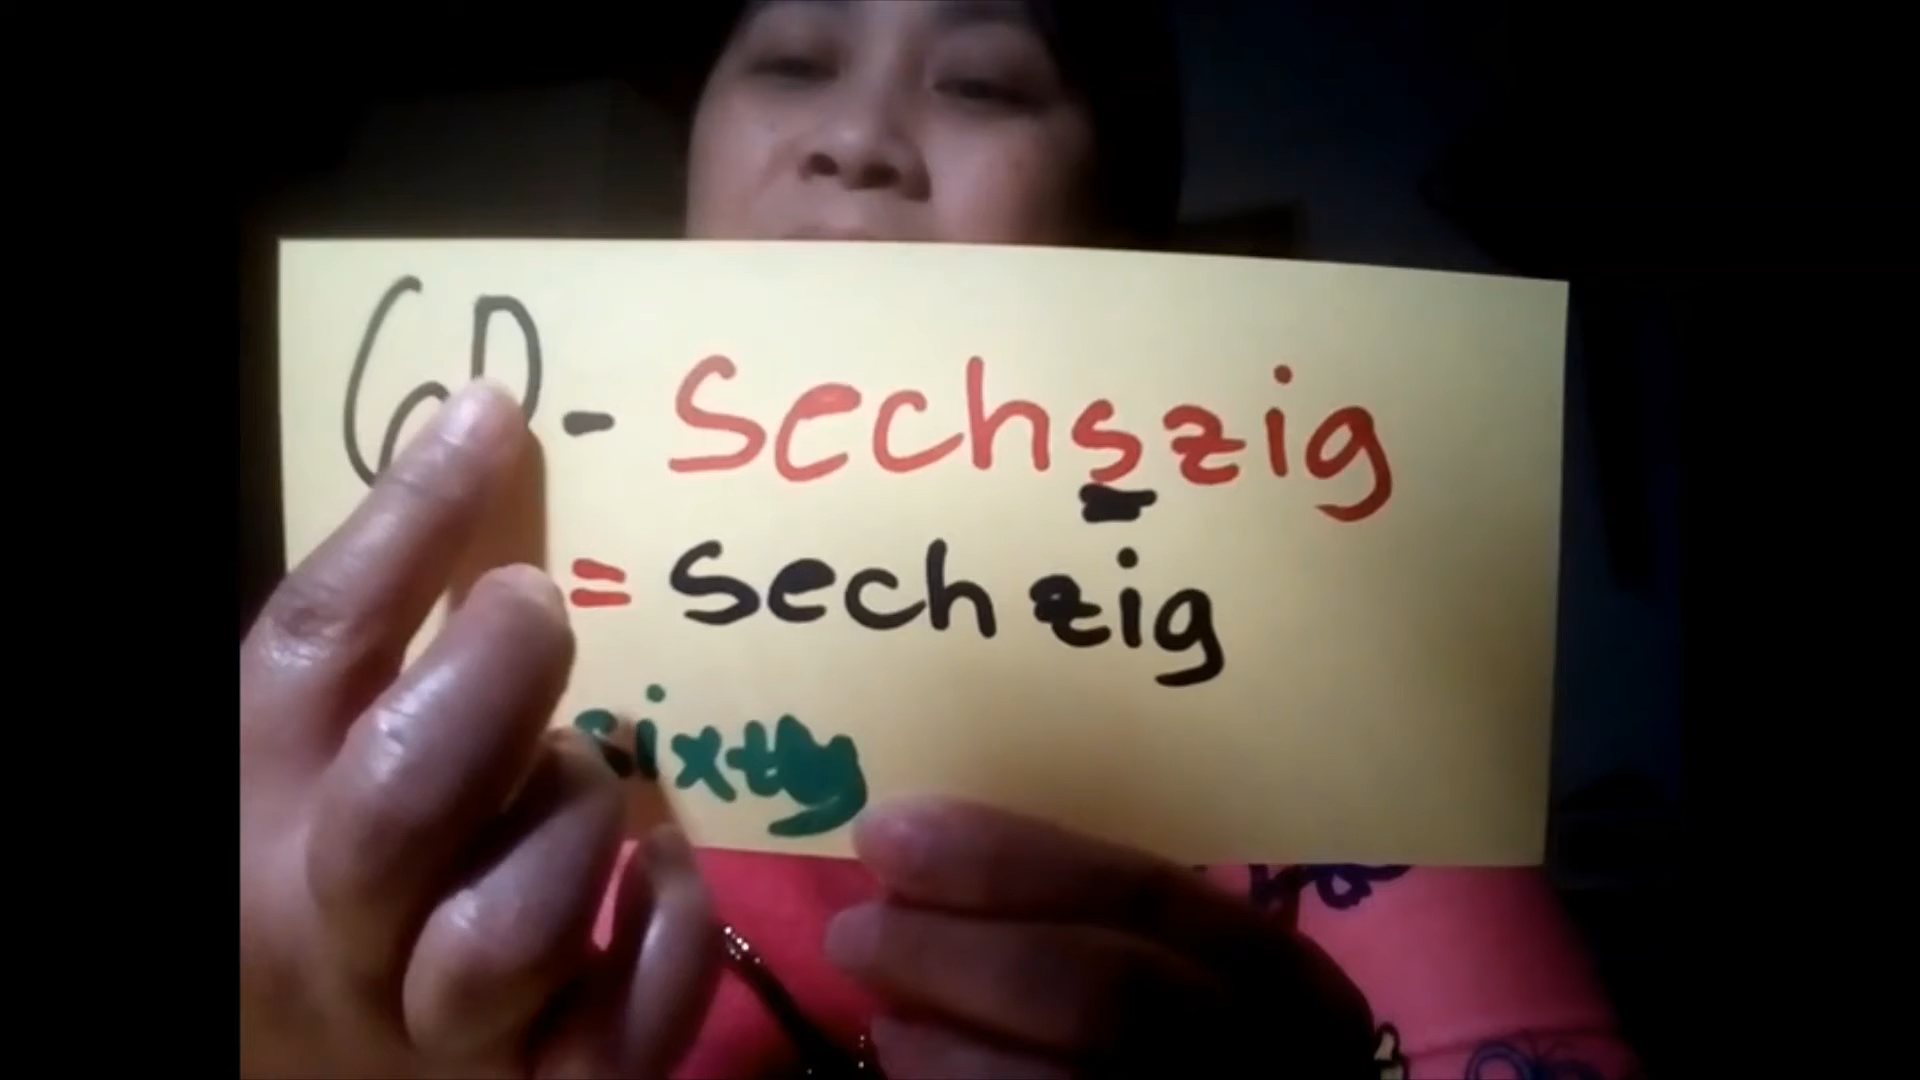 60 - sechszig
= sechzig
sixty